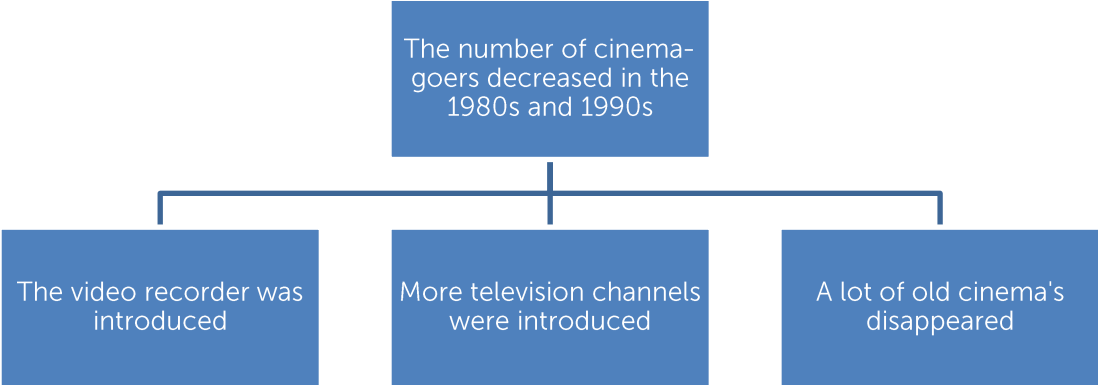 The number of cinema-
goers decreased in the
1980s and 1990s
The video recorder was
introduced
More television channels
were introduced
A lot of old cinema's
disappeared